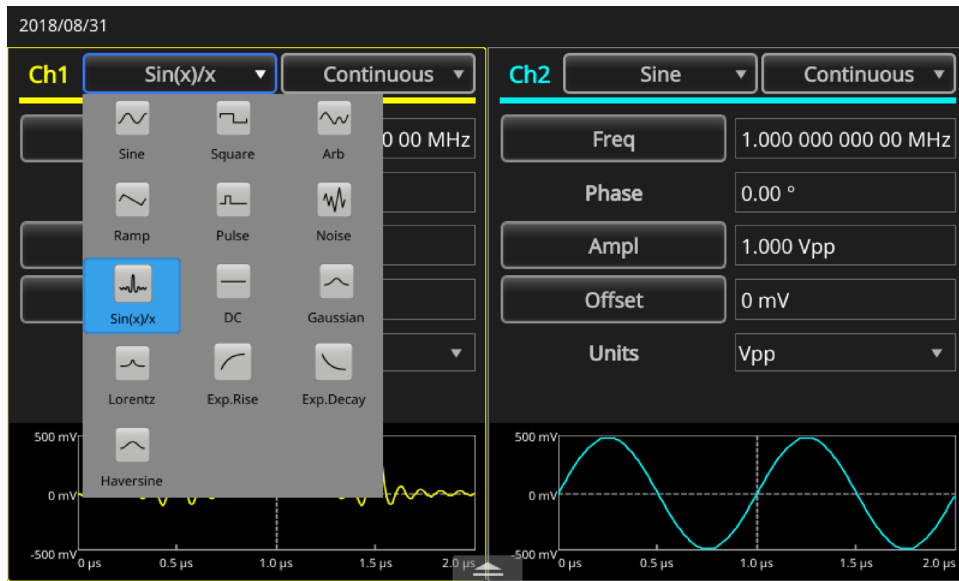 2018/08/31
Ch1 Sin(x)/x Continuous Ch2 Sine Continuous
Sine Square Arb
0 00 MHz
Freq 1.000 000 000 00 MHz
Phase 0.00 °
Ramp Pulse Noise
Ampl 1.000 Vpp
Sin(x)/x DC Gaussian
Offset 0 mV
Units Vpp
Lorentz Exp.Rise Exp.Decay
Haversine
500 mV
0 mV
-500 mV
0 µs 0.5 µs 1.0 µs 1.5 µs 2.0 µs
500 mV
0 mV
-500 mV
0 µs 0.5 µs 1.0 µs 1.5 µs 2.0 µs